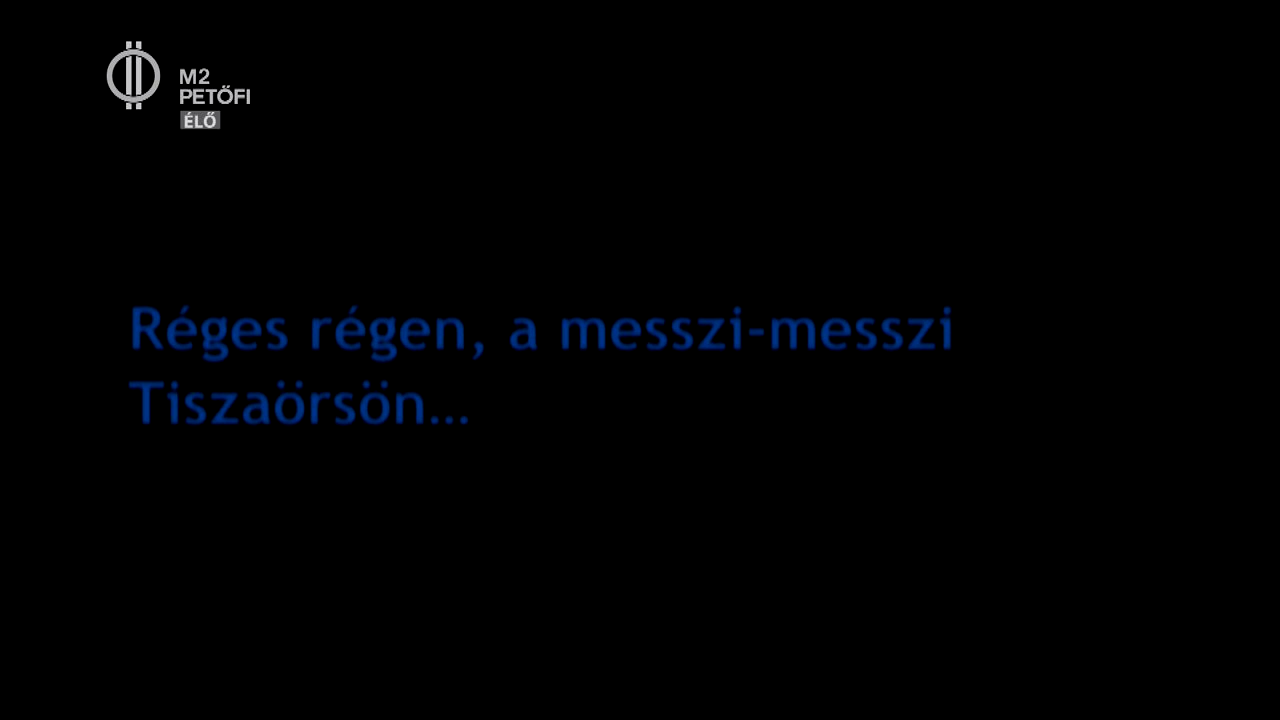 M2
PETŐFI
ÉLŐ
Réges régen, a messzi-messzi
Tiszaörsön...